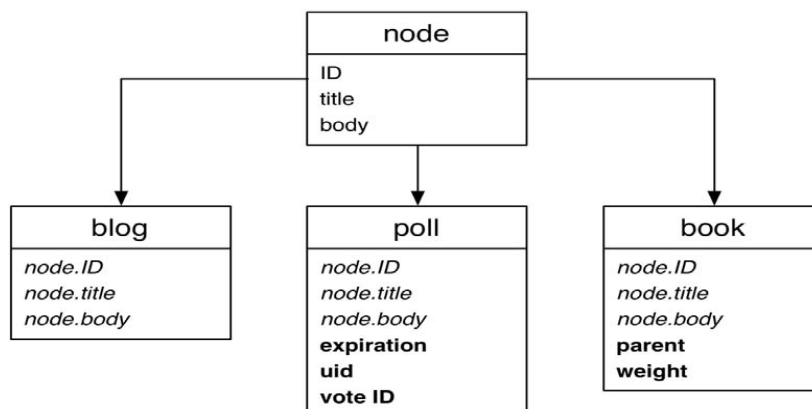 node
ID
title
body
blog
node.ID
node.title
node.body
poll
node.ID
node.title
node.body
expiration
uid
vote ID
book
node.ID
node.title
node.body
parent
weight